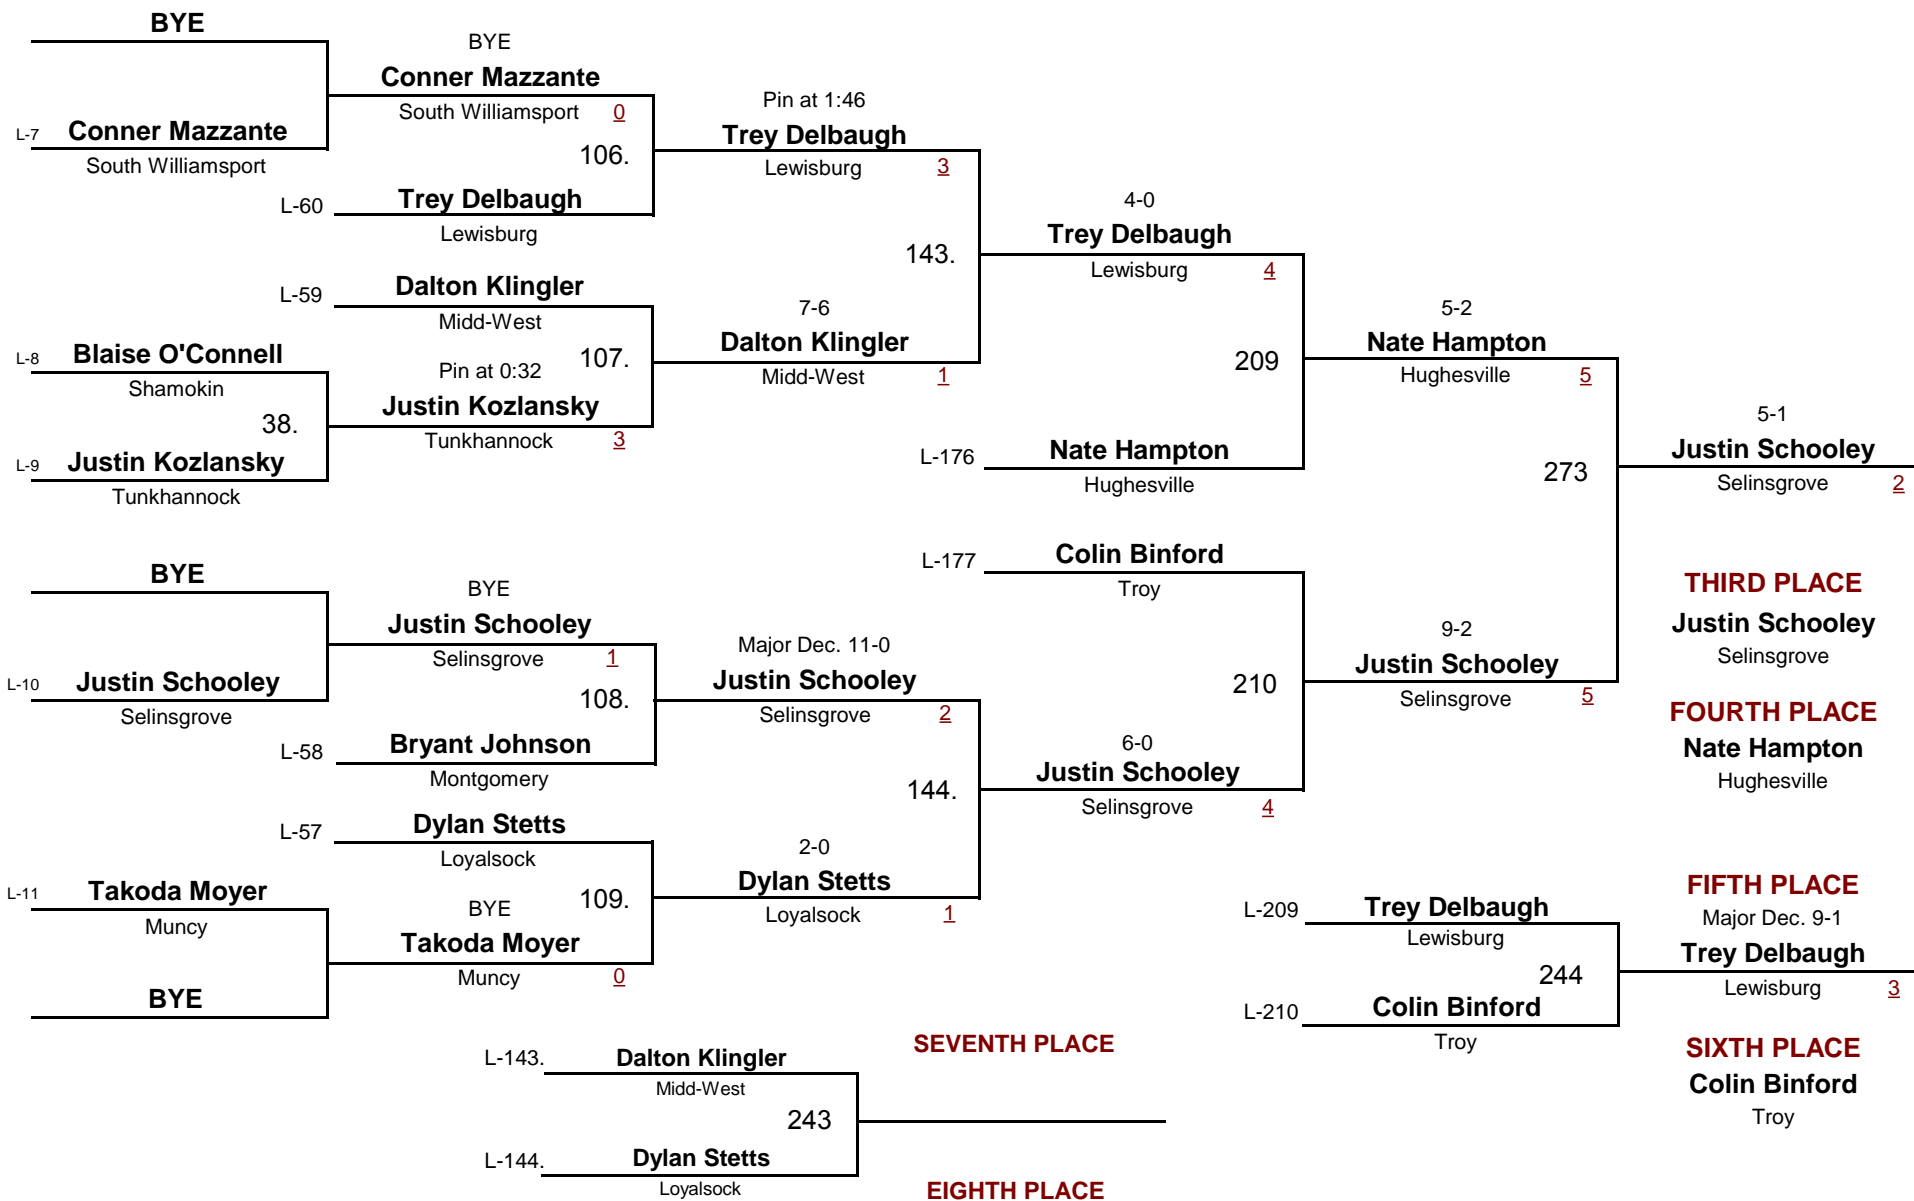 BYE
BYE
Conner Mazzante
South Williamsport 0
L-7 Conner Mazzante
South Williamsport
106.
Pin at 1:46
Trey Delbaugh
Lewisburg 3
L-60 Trey Delbaugh
Lewisburg
143.
4-0
Trey Delbaugh
Lewisburg 4
L-59 Dalton Klingler
Midd-West
107.
7-6
Dalton Klingler
Midd-West 1
L-8 Blaise O'Connell
Shamokin
Pin at 0:32
Justin Kozlansky
Tunkhannock 3
38.
L-9 Justin Kozlansky
Tunkhannock
209
5-2
Nate Hampton
Hughesville 5
L-176 Nate Hampton
Hughesville
273
5-1
Justin Schooley
Selinsgrove 2
L-177 Colin Binford
Troy
BYE
BYE
Justin Schooley
Selinsgrove 1
L-10 Justin Schooley
Selinsgrove
108.
Major Dec. 11-0
Justin Schooley
Selinsgrove 2
L-58 Bryant Johnson
Montgomery
144.
6-0
Justin Schooley
Selinsgrove 4
210
9-2
Justin Schooley
Selinsgrove 5
THIRD PLACE
Justin Schooley
Selinsgrove
FOURTH PLACE
Nate Hampton
Hughesville
L-57 Dylan Stetts
Loyalsock
109.
2-0
Dylan Stetts
Loyalsock 1
L-11 Takoda Moyer
Muncy
BYE
Takoda Moyer
Muncy 0
BYE
L-209 Trey Delbaugh
Lewisburg
244
L-210 Colin Binford
Troy
FIFTH PLACE
Major Dec. 9-1
Trey Delbaugh
Lewisburg 3
SIXTH PLACE
Colin Binford
Troy
L-143. Dalton Klingler
Midd-West
243
L-144. Dylan Stetts
Loyalsock
SEVENTH PLACE
EIGHTH PLACE